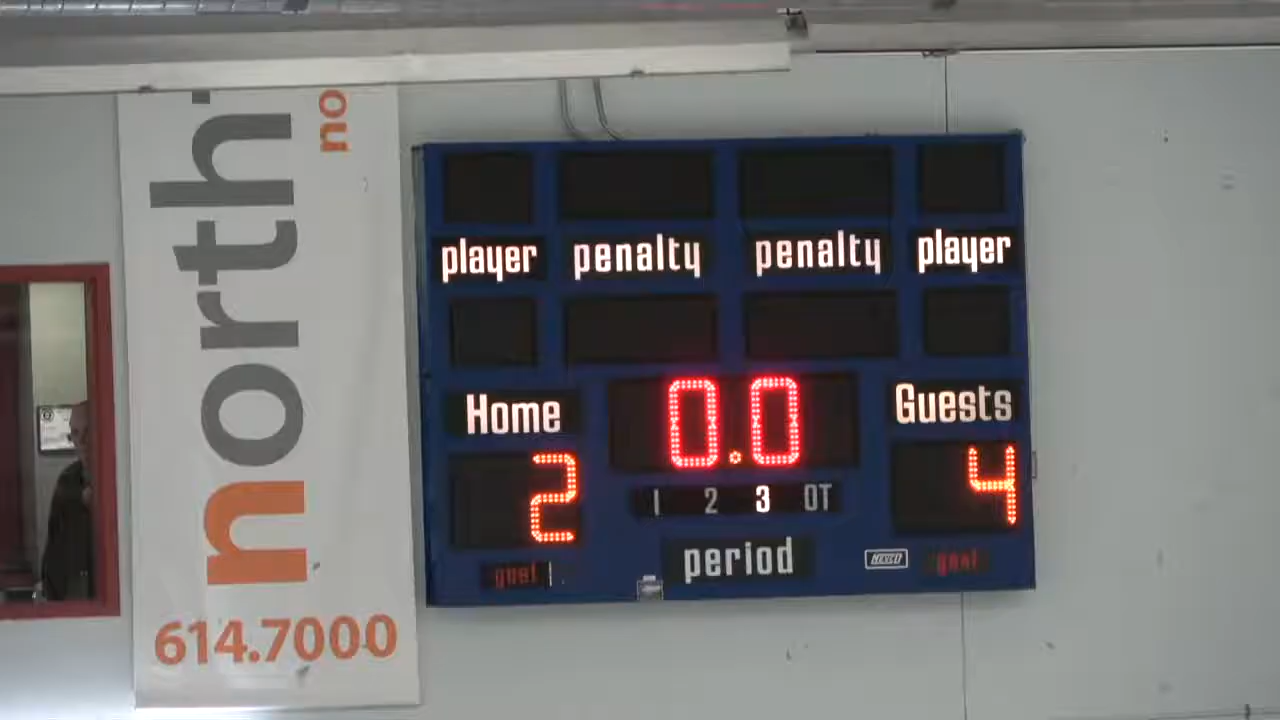 north
no
614.7000
player penalty penalty player
Home 0.0 Guests
2 4
1 2 3 OT
period
goal goal